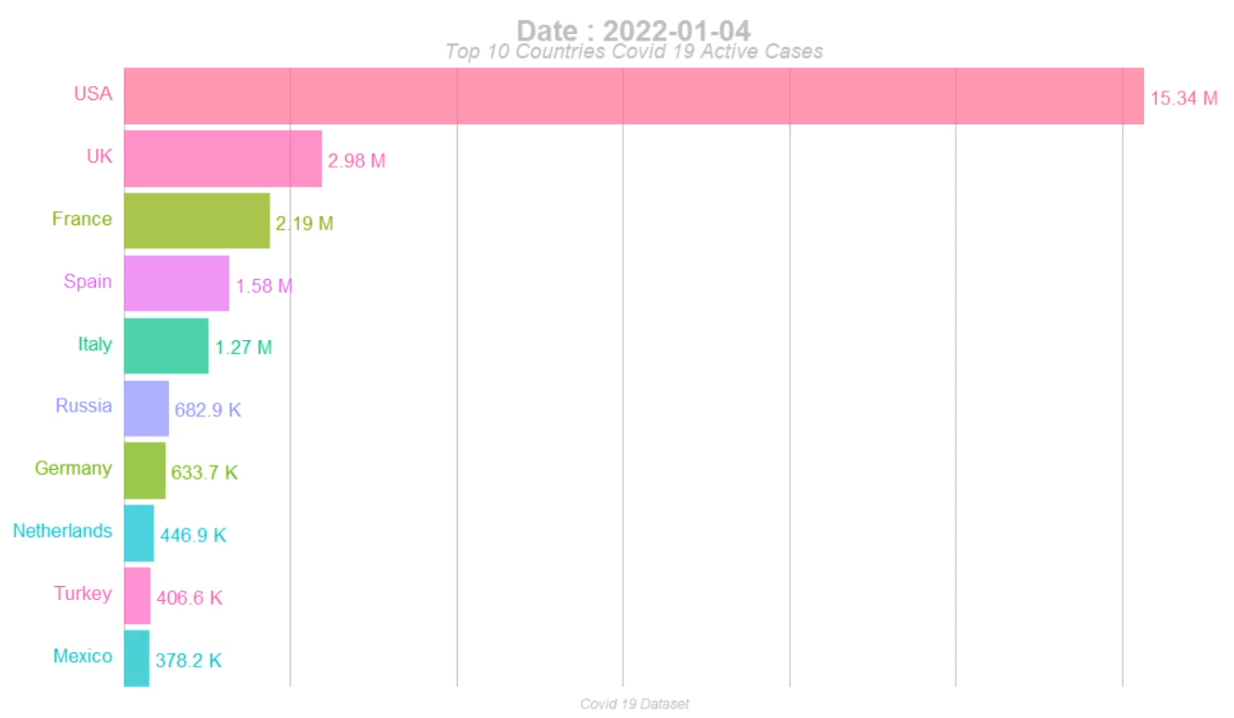 Date : 2022-01-04
Top 10 Countries Covid 19 Active Cases
USA 15.34 M
UK 2.98 M
France 2.19 M
Spain 1.58 M
Italy 1.27 M
Russia 682.9 K
Germany 633.7 K
Netherlands 446.9 K
Turkey 406.6 K
Mexico 378.2 K
Covid 19 Dataset